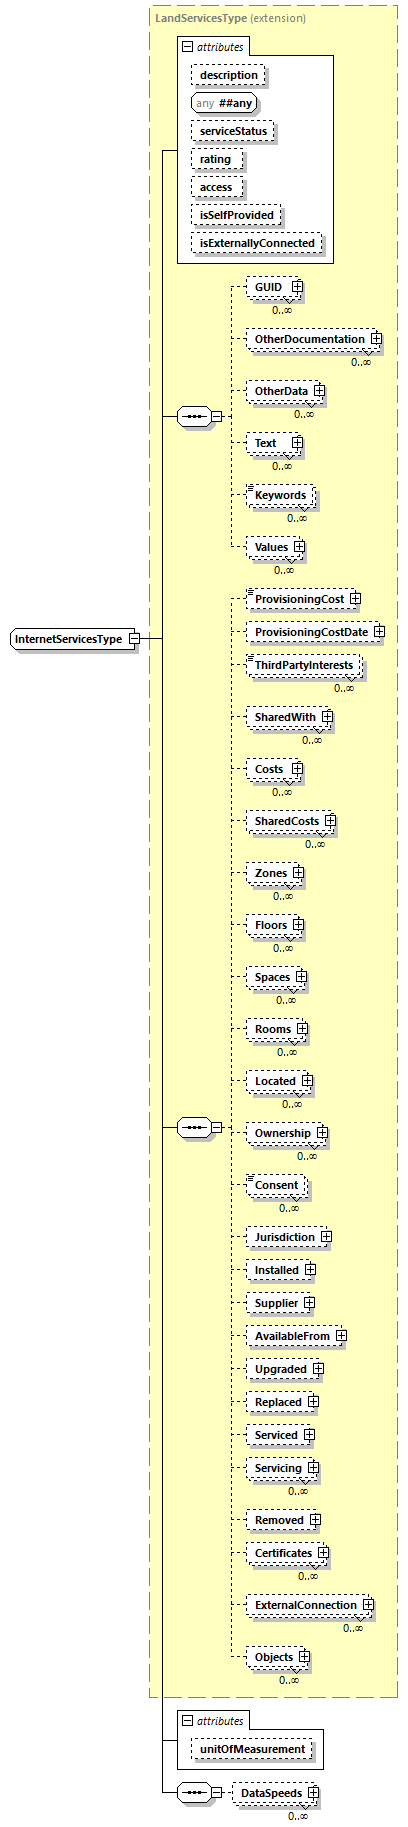 LandServicesType (extension)
attributes
description
any ##any
serviceStatus
rating
access
isSelfProvided
isExternallyConnected
GUID
0..∞
OtherDocumentation
0..∞
OtherData
0..∞
Text
0..∞
Keywords
0..∞
Values
0..∞
ProvisioningCost
InternetServicesType
ProvisioningCostDate
ThirdPartyInterests
0..∞
SharedWith
0..∞
Costs
0..∞
SharedCosts
0..∞
Zones
0..∞
Floors
0..∞
Spaces
0..∞
Rooms
0..∞
Located
0..∞
Ownership
0..∞
Consent
0..∞
Jurisdiction
Installed
Supplier
AvailableFrom
Upgraded
Replaced
Serviced
Servicing
0..∞
Removed
Certificates
0..∞
ExternalConnection
0..∞
Objects
0..∞
attributes
unitOfMeasurement
DataSpeeds
0..∞